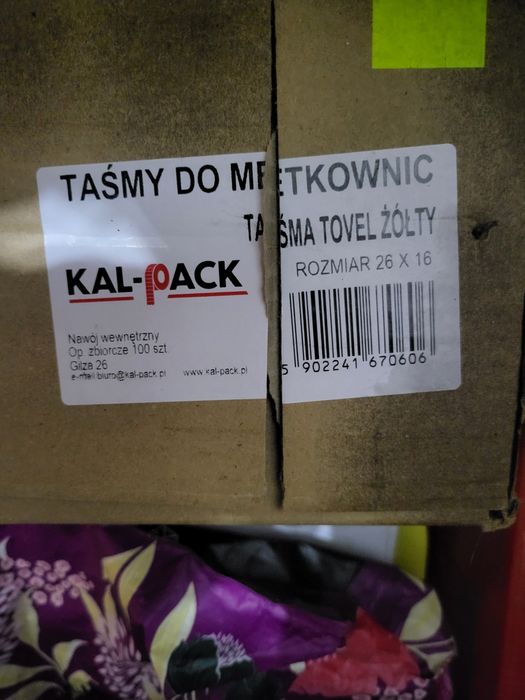 TAŚMY DO METKOWNIC
TAŚMA TOVEL ŻÓŁTY
KAL-PACK
ROZMIAR 26 X 16
Nawój wewnętrzny
Op. zbiorcze 100 szt.
Gilza 26
e-mail biuro@kal-pack.pl www.kal-pack.pl
5 902241 670606